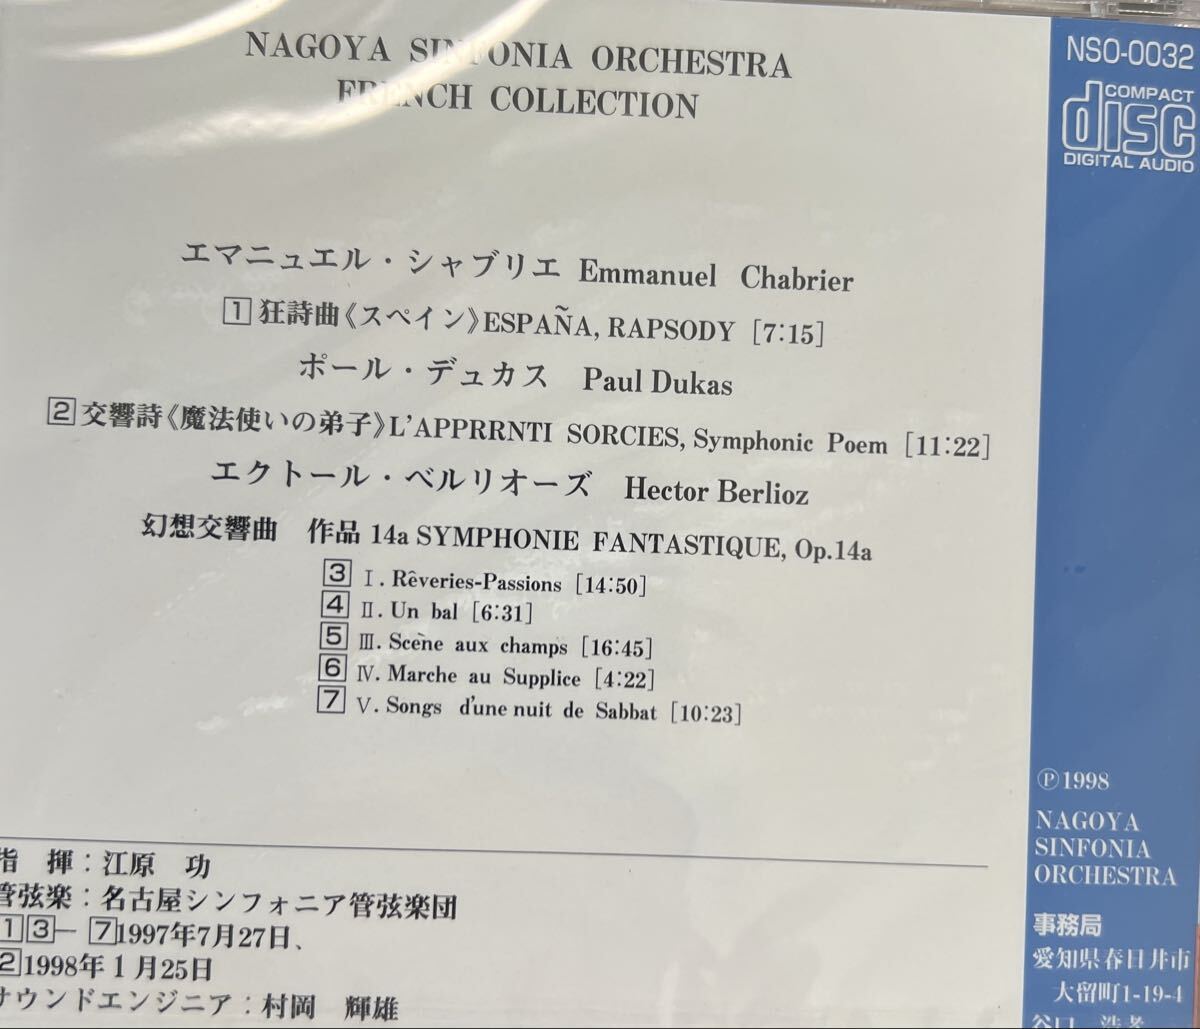 NAGOYA SINFONIA ORCHESTRA
FRENCH COLLECTION
エマニュエル・シャブリエ Emmanuel Chabrier
1 狂詩曲《スペイン》ESPAÑA, RAPSODY [7:15]
ポール・デュカス Paul Dukas
2 交響詩《魔法使いの弟子》L'APPRRNTI SORCIES, Symphonic Poem [11:22]
エクトール・ベルリオーズ Hector Berlioz
幻想交響曲 作品 14a SYMPHONIE FANTASTIQUE, Op.14a
3 Ⅰ. Rêveries-Passions [14:50]
4 Ⅱ. Un bal [6:31]
5 Ⅲ. Scène aux champs [16:45]
6 Ⅳ. Marche au Supplice [4:22]
7 Ⅴ. Songs d'une nuit de Sabbat [10:23]
指 揮：江原 功
管弦楽：名古屋シンフォニア管弦楽団
1 3 — 7 1997年7月27日、
2 1998年1月25日
サウンドエンジニア：村岡 輝雄
NSO-0032
COMPACT
disc
DIGITAL AUDIO
℗1998
NAGOYA
SINFONIA
ORCHESTRA
事務局
愛知県春日井市
大留町1-19-4
谷口 浩孝